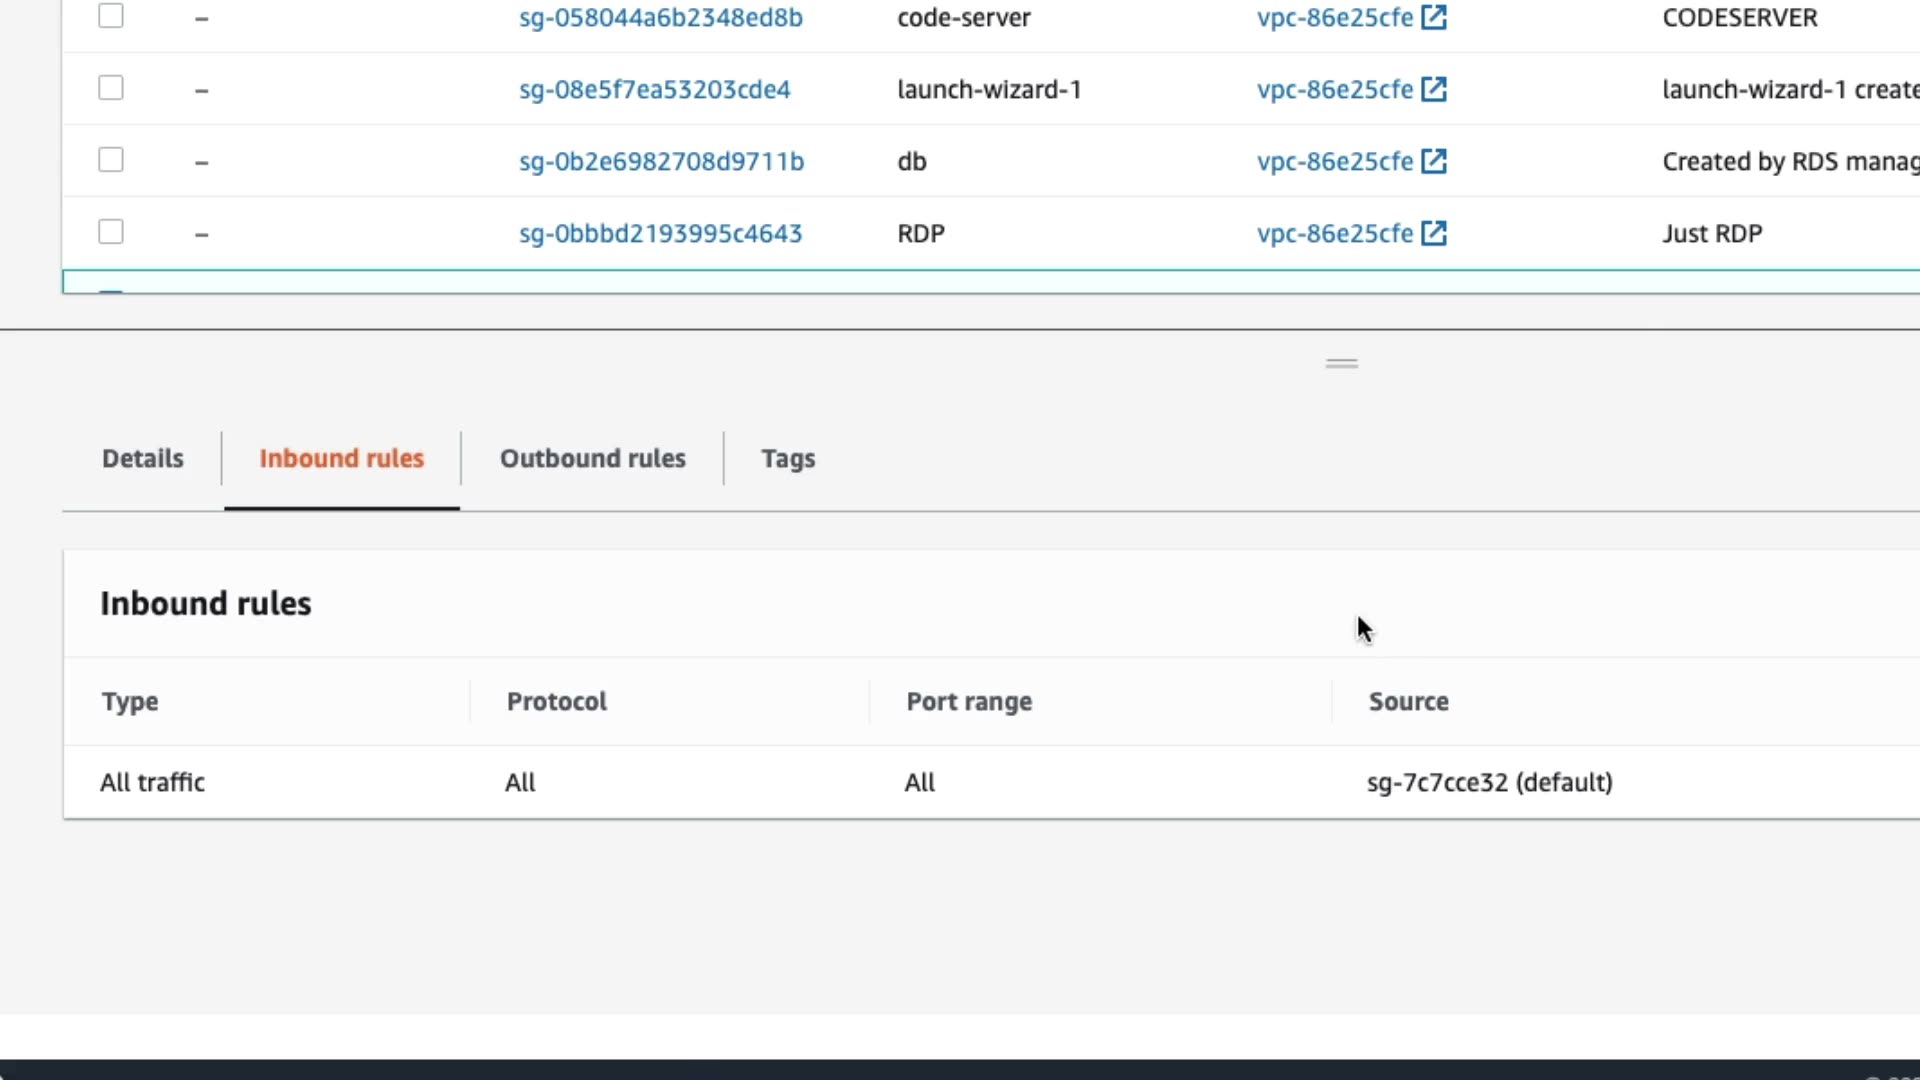 – sg-058044a6b2348ed8b code-server vpc-86e25cfe CODESERVER
– sg-08e5f7ea53203cde4 launch-wizard-1 vpc-86e25cfe launch-wizard-1 create
– sg-0b2e6982708d9711b db vpc-86e25cfe Created by RDS manag
– sg-0bbbd2193995c4643 RDP vpc-86e25cfe Just RDP
Details Inbound rules Outbound rules Tags
Inbound rules
Type Protocol Port range Source
All traffic All All sg-7c7cce32 (default)